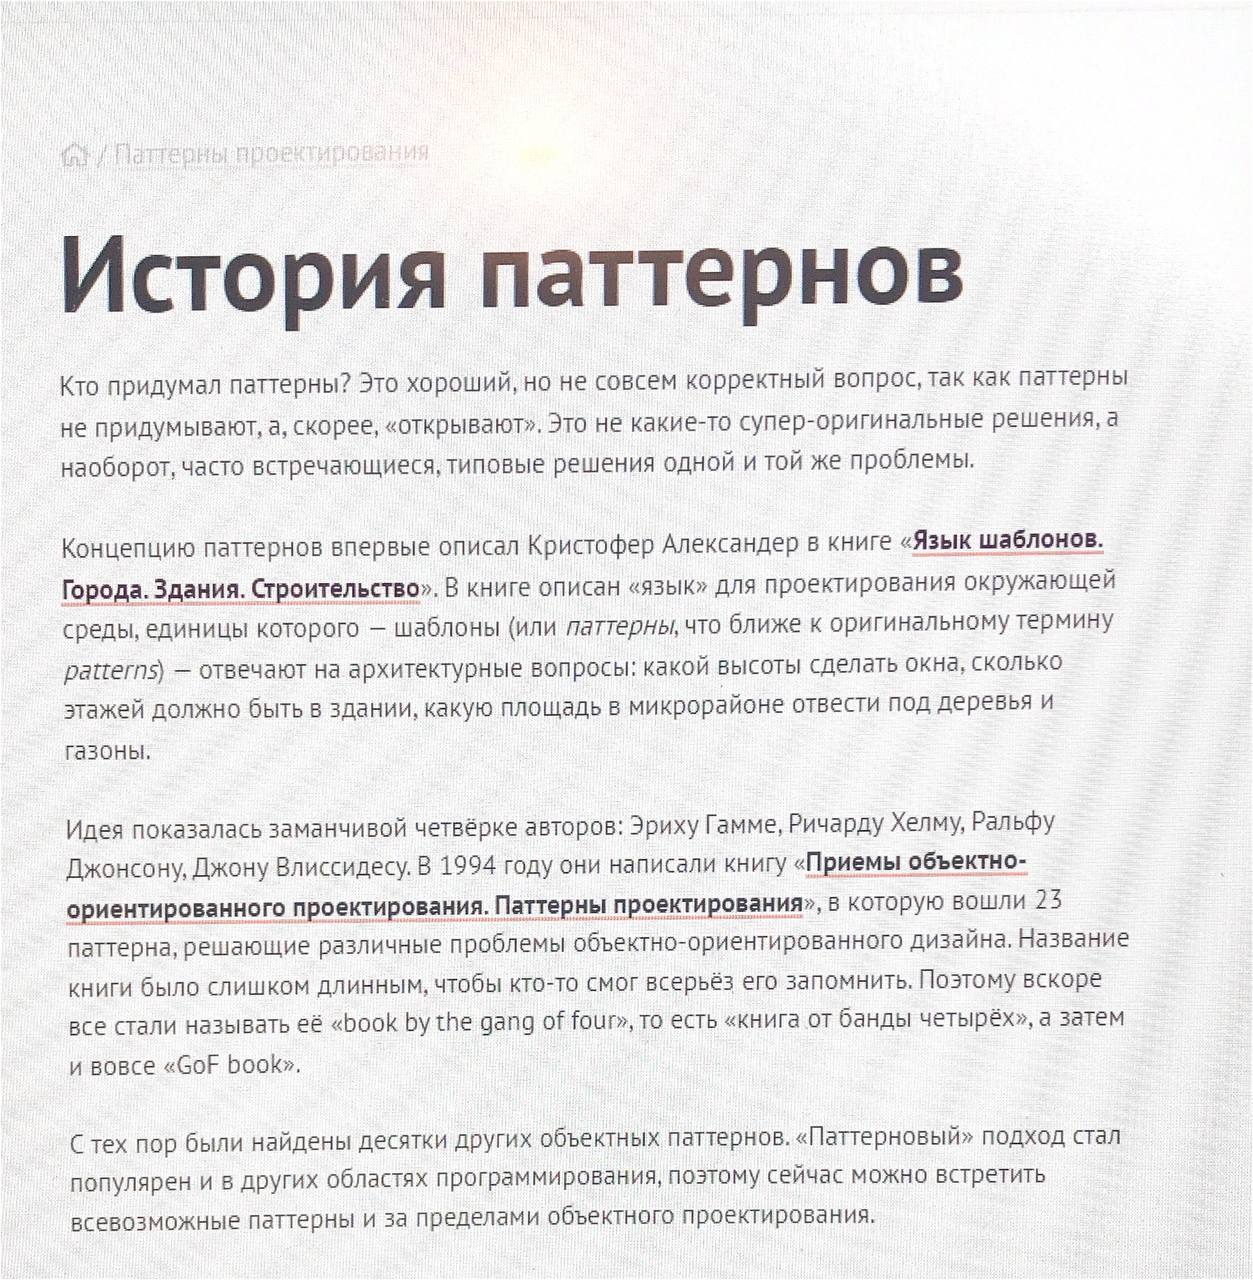 / Паттерны проектирования
История паттернов
Кто придумал паттерны? Это хороший, но не совсем корректный вопрос, так как паттерны
не придумывают, а, скорее, «открывают». Это не какие-то супер-оригинальные решения, а
наоборот, часто встречающиеся, типовые решения одной и той же проблемы.
Концепцию паттернов впервые описал Кристофер Александер в книге «Язык шаблонов.
Города. Здания. Строительство». В книге описан «язык» для проектирования окружающей
среды, единицы которого — шаблоны (или паттерны, что ближе к оригинальному термину
patterns) — отвечают на архитектурные вопросы: какой высоты сделать окна, сколько
этажей должно быть в здании, какую площадь в микрорайоне отвести под деревья и
газоны.
Идея показалась заманчивой четвёрке авторов: Эриху Гамме, Ричарду Хелму, Ральфу
Джонсону, Джону Влиссидесу. В 1994 году они написали книгу «Приемы объектно-
ориентированного проектирования. Паттерны проектирования», в которую вошли 23
паттерна, решающие различные проблемы объектно-ориентированного дизайна. Название
книги было слишком длинным, чтобы кто-то смог всерьёз его запомнить. Поэтому вскоре
все стали называть её «book by the gang of four», то есть «книга от банды четырёх», а затем
и вовсе «GoF book».
С тех пор были найдены десятки других объектных паттернов. «Паттерновый» подход стал
популярен и в других областях программирования, поэтому сейчас можно встретить
всевозможные паттерны и за пределами объектного проектирования.